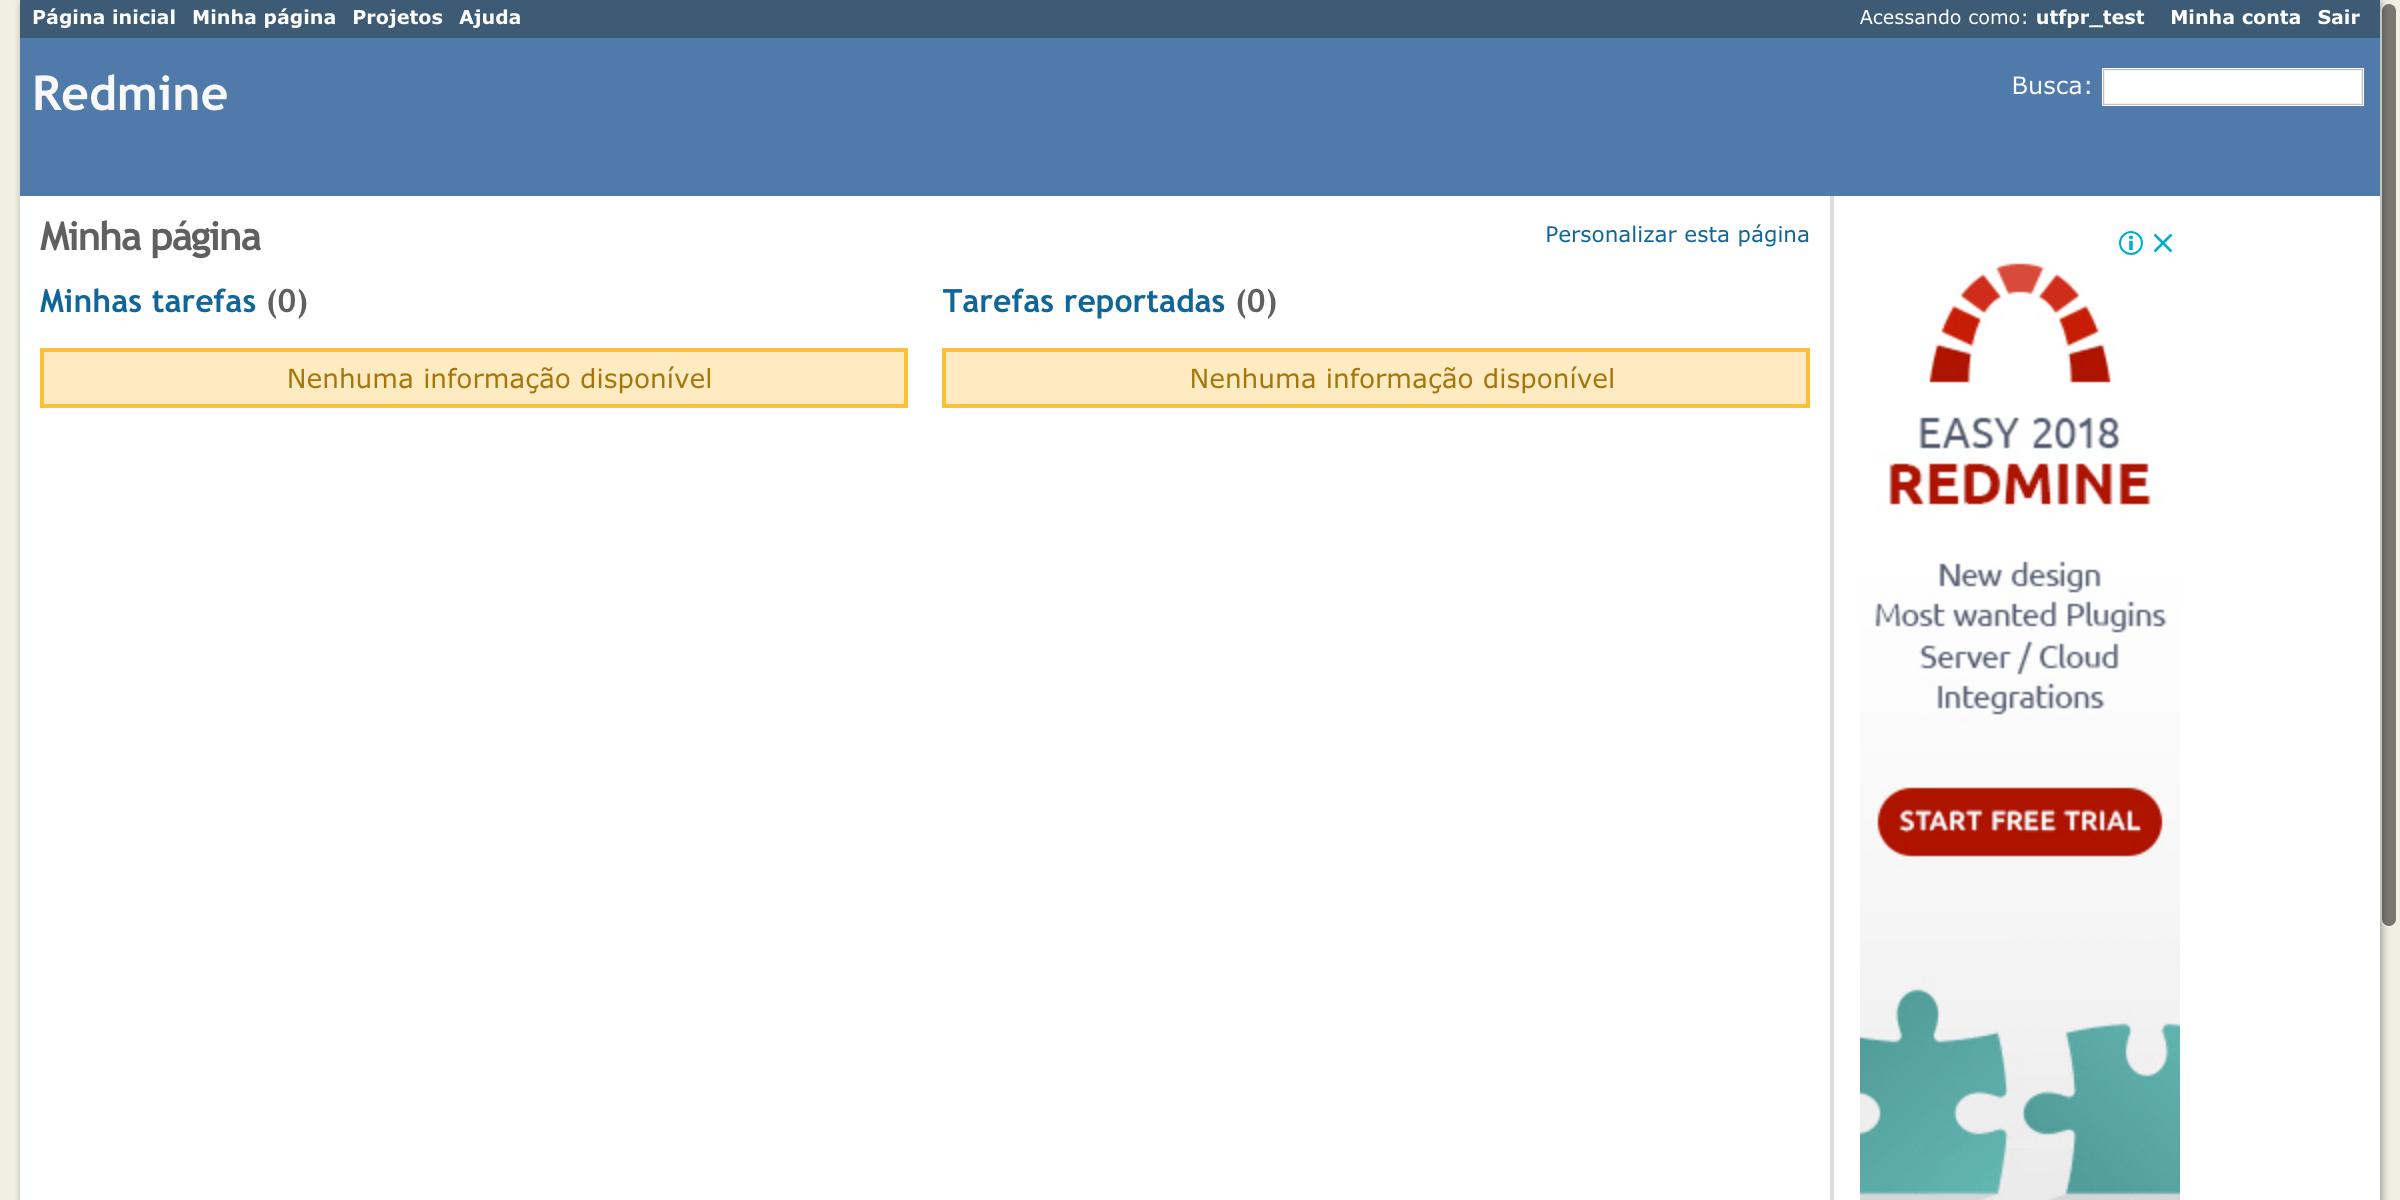 Página inicial Minha página Projetos Ajuda
Acessando como: utfpr_test Minha conta Sair
Redmine
Busca:
Minha página
Personalizar esta página
Minhas tarefas (0)
Nenhuma informação disponível
Tarefas reportadas (0)
Nenhuma informação disponível
EASY 2018
REDMINE
New design
Most wanted Plugins
Server / Cloud
Integrations
START FREE TRIAL